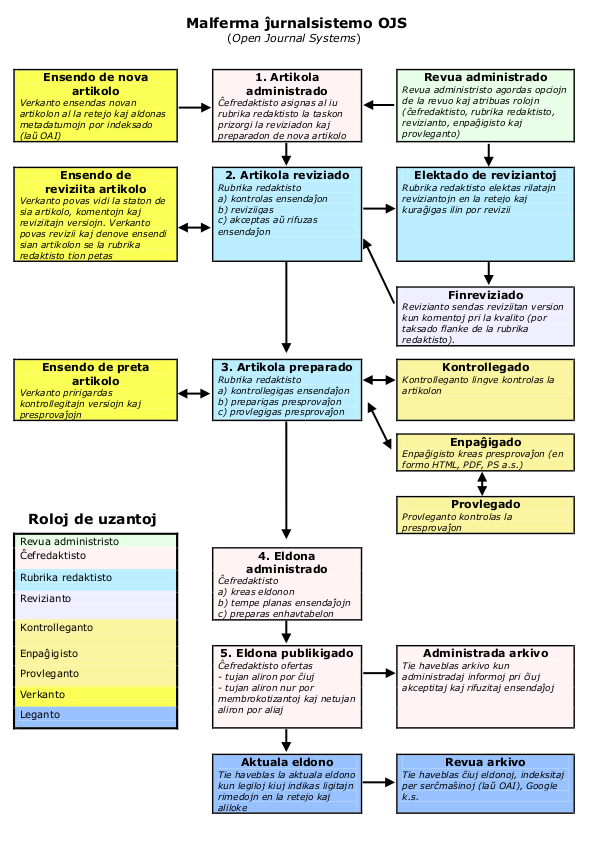 Malferma ĵurnalsistemo OJS
(Open Journal Systems)
Ensendo de nova
artikolo
Verkanto ensendas novan
artikolon al la retejo kaj aldonas
metadatumojn por indeksado
(laŭ OAI)
1. Artikola
administrado
Ĉefredaktisto asignas al iu
rubrika redaktisto la taskon
prizorgi la reviziadon kaj
preparadon de nova artikolo
Revua administrado
Revua administristo agordas opciojn
de la revuo kaj atribuas rolojn
(ĉefredaktisto, rubrika redaktisto,
revizianto, enpaĝigisto kaj
provleganto)
Ensendo de
reviziita artikolo
Verkanto povas vidi la staton de
sia artikolo, komentojn kaj
reviziitajn versiojn. Verkanto
povas revizii kaj denove ensendi
sian artikolon se la rubrika
redaktisto tion petas
2. Artikola reviziado
Rubrika redaktisto
a) kontrolas ensendaĵon
b) reviziigas
c) akceptas aŭ rifuzas
ensendaĵon
Elektado de reviziantoj
Rubrika redaktisto elektas rilatajn
reviziantojn en la retejo kaj
kuraĝigas ilin por revizii
Finreviziado
Revizianto sendas reviziitan version
kun komentoj pri la kvalito (por
taksado flanke de la rubrika
redaktisto).
Ensendo de preta
artikolo
Verkanto pririgardas
kontrollegitajn versiojn kaj
presprovaĵojn
3. Artikola preparado
Rubrika redaktisto
a) kontrollegigas ensendaĵon
b) preparigas presprovaĵon
c) provlegigas presprovaĵon
Kontrollegado
Kontrolleganto lingve kontrolas la
artikolon
Enpaĝigado
Enpaĝigisto kreas presprovaĵon (en
formo HTML, PDF, PS a.s.)
Provlegado
Provleganto kontrolas la
presprovaĵon
Roloj de uzantoj
Revua administristo
Ĉefredaktisto
Rubrika redaktisto
Revizianto
Kontrolleganto
Enpaĝigisto
Provleganto
Verkanto
Leganto
4. Eldona
administrado
Ĉefredaktisto
a) kreas eldonon
b) tempe planas ensendaĵojn
c) preparas enhavtabelon
5. Eldona publikigado
Ĉefredaktisto ofertas
- tujan aliron por ĉiuj
- tujan aliron nur por
membrokotizantoj kaj netujan
aliron por aliaj
Administrada arkivo
Tie haveblas arkivo kun
administradaj informoj pri ĉiuj
akceptitaj kaj rifuzitaj ensendaĵoj
Aktuala eldono
Tie haveblas la aktuala eldono
kun legiloj kiuj indikas ligitajn
rimedojn en la retejo kaj
aliloke
Revua arkivo
Tie haveblas ĉiuj eldonoj, indeksitaj
per serĉmaŝinoj (laŭ OAI), Google
k.s.